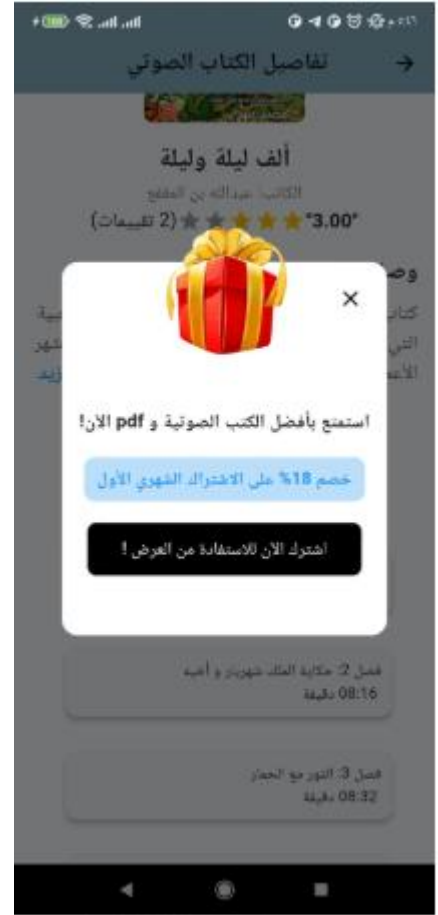 تفاصيل الكتاب الصوتي
ألف ليلة وليلة
الكاتب: عبدالله بن المقفع
"3.00" (2 تقييمات)
استمتع بأفضل الكتب الصوتية و pdf الآن!
خصم 18% على الاشتراك الشهري الأول
اشترك الآن للاستفادة من العرض !
فصل 2: حكاية الملك شهريار و أخيه
08:16 دقيقة
فصل 3: الثور مع الحمار
08:32 دقيقة